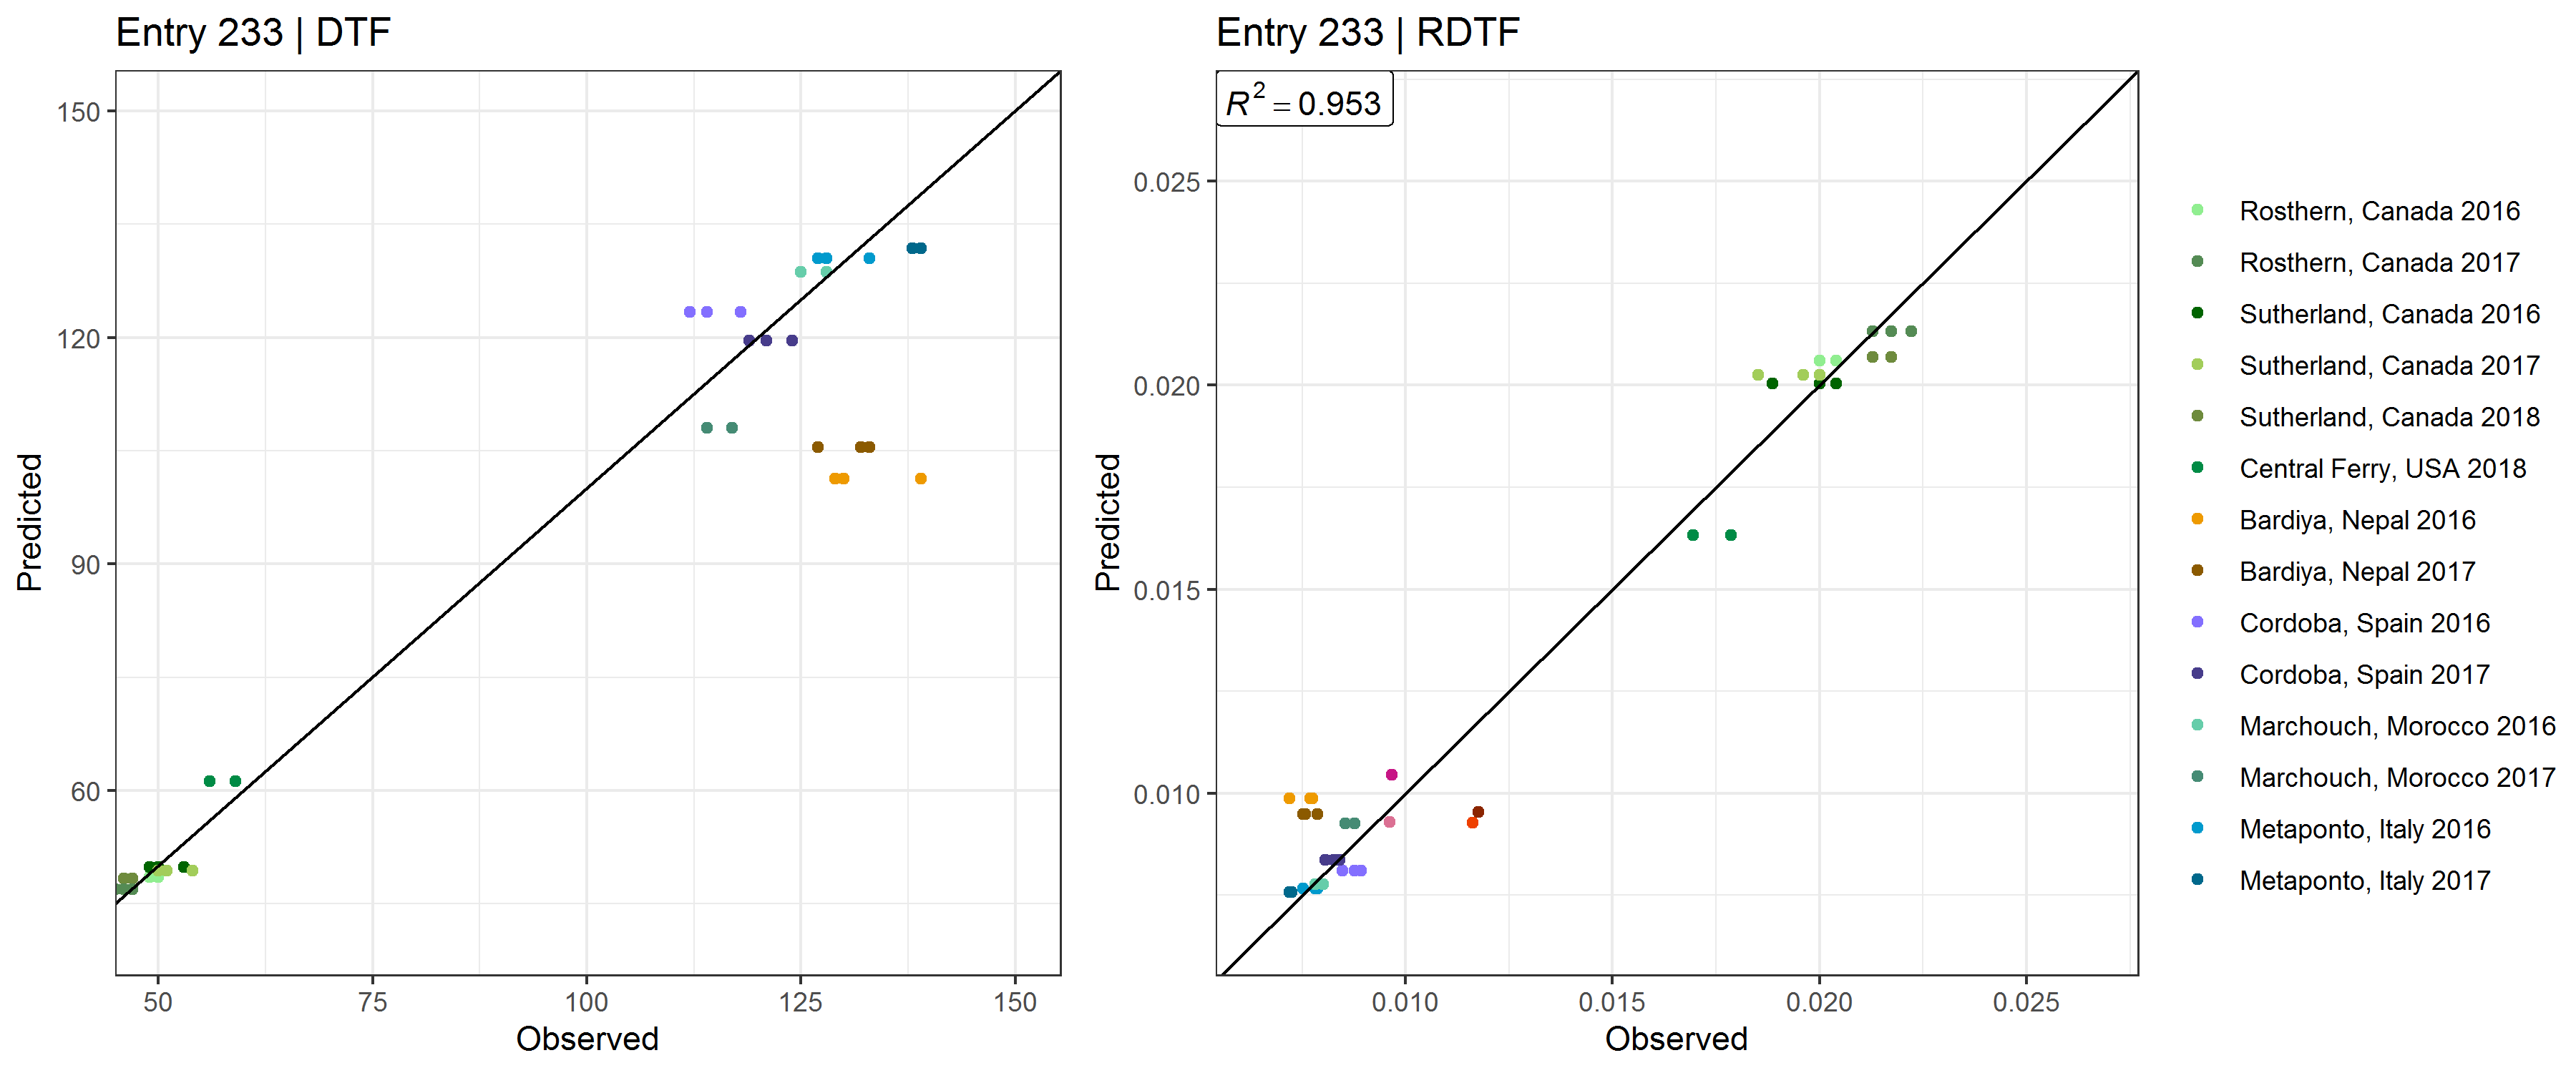 Entry 233 | DTF
150
120
90
60
Predicted
50 75 100 125 150
Observed
Entry 233 | RDTF
R² = 0.953
0.025
0.020
0.015
0.010
Predicted
0.010 0.015 0.020 0.025
Observed
Rosthern, Canada 2016
Rosthern, Canada 2017
Sutherland, Canada 2016
Sutherland, Canada 2017
Sutherland, Canada 2018
Central Ferry, USA 2018
Bardiya, Nepal 2016
Bardiya, Nepal 2017
Cordoba, Spain 2016
Cordoba, Spain 2017
Marchouch, Morocco 2016
Marchouch, Morocco 2017
Metaponto, Italy 2016
Metaponto, Italy 2017